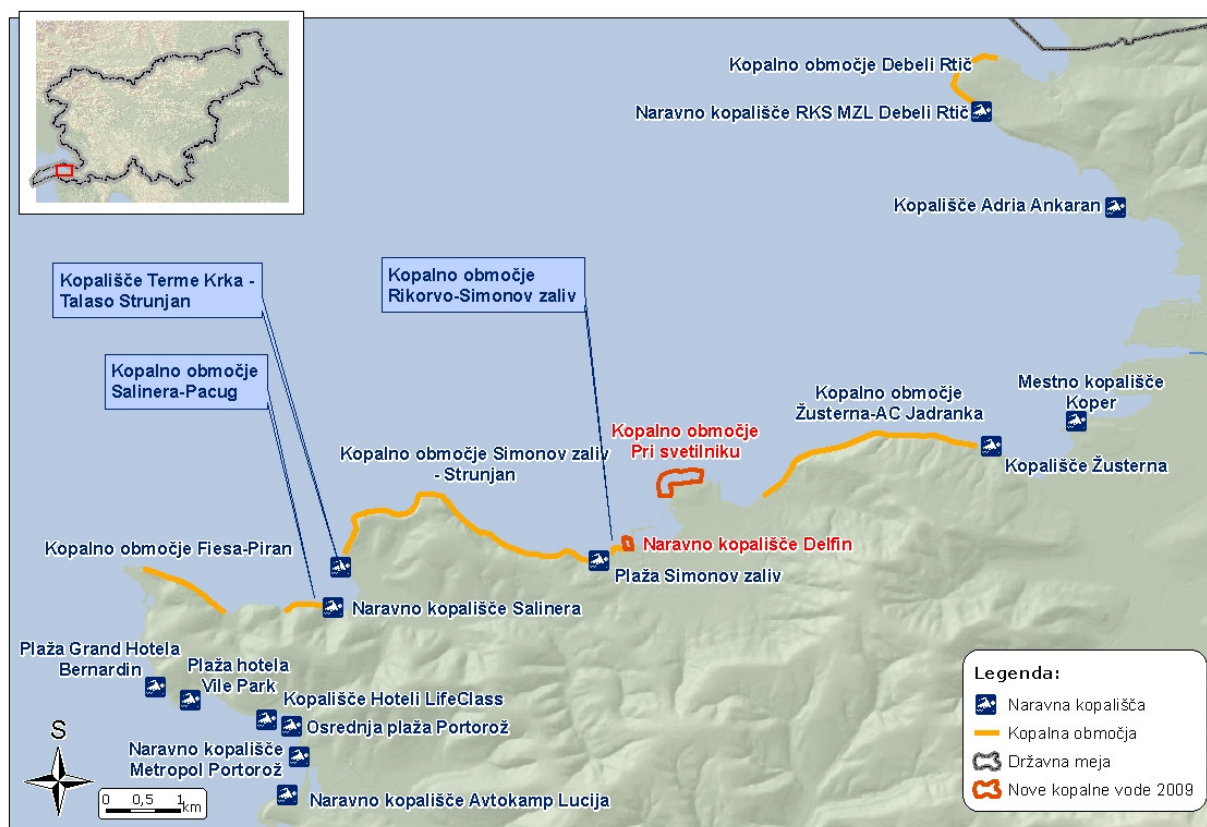 Kopalno območje Debeli Rtič
Naravno kopališče RKS MZL Debeli Rtič
Kopališče Adria Ankaran
Kopališče Terme Krka -
Talaso Strunjan
Kopalno območje
Rikorvo-Simonov zaliv
Kopalno območje
Salinera-Pacug
Mestno kopališče
Koper
Kopalno območje
Žusterna-AC Jadranka
Kopalno območje
Pri svetilniku
Kopalno območje Simonov zaliv
- Strunjan
Kopališče Žusterna
Kopalno območje Fiesa-Piran
Naravno kopališče Delfin
Plaža Simonov zaliv
Naravno kopališče Salinera
Plaža Grand Hotela
Bernardin
Plaža hotela
Vile Park
Kopališče Hoteli LifeClass
Osrednja plaža Portorož
Naravno kopališče
Metropol Portorož
Naravno kopališče Avtokamp Lucija
S
0 0,5 1
km
Legenda:
Naravna kopališča
Kopalna območja
Državna meja
Nove kopalne vode 2009